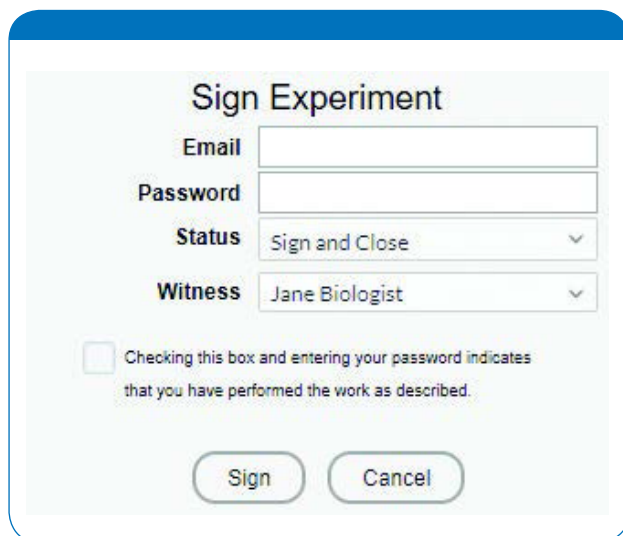 Sign Experiment
Email
Password
Status Sign and Close
Witness Jane Biologist
Checking this box and entering your password indicates
that you have performed the work as described.
Sign Cancel